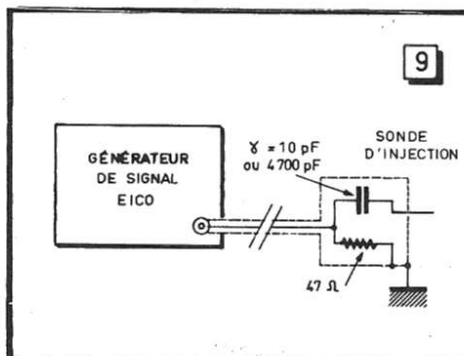 9
GÉNÉRATEUR
DE SIGNAL
EICO
γ = 10 pF
ou 4700 pF
SONDE
D'INJECTION
47 Ω